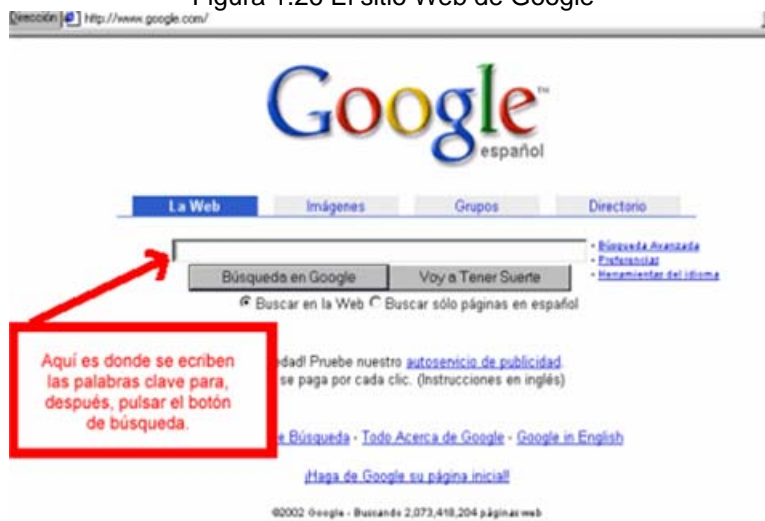 Figura 1.26 El sitio Web de Google
Dirección http://www.google.com/
Google™
español
La Web Imágenes Grupos Directorio
· Búsqueda Avanzada
· Preferencias
· Herramientas del idioma
Búsqueda en Google Voy a Tener Suerte
Buscar en la Web Buscar sólo páginas en español
Aquí es donde se ecriben
las palabras clave para,
después, pulsar el botón
de búsqueda.
Pruebe nuestro autoservicio de publicidad.
se paga por cada clic. (Instrucciones en inglés)
Búsqueda - Todo Acerca de Google - Google in English
¡Haga de Google su página inicial!
©2002 Google - Buscando 2,073,418,204 páginas web